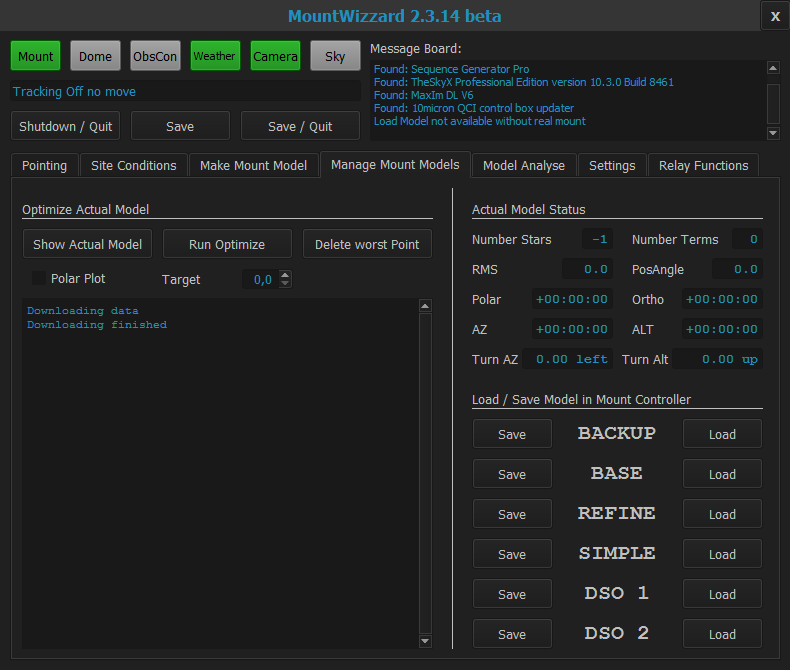 MountWizzard 2.3.14 beta
X
Mount Dome ObsCon Weather Camera Sky
Message Board:
Found: Sequence Generator Pro
Found: TheSkyX Professional Edition version 10.3.0 Build 8461
Found: MaxIm DL V6
Found: 10micron QCI control box updater
Load Model not available without real mount
Tracking Off no move
Shutdown / Quit Save Save / Quit
Pointing Site Conditions Make Mount Model Manage Mount Models Model Analyse Settings Relay Functions
Optimize Actual Model
Show Actual Model Run Optimize Delete worst Point
Polar Plot Target 0,0
Downloading data
Downloading finished
Actual Model Status
Number Stars -1 Number Terms 0
RMS 0.0 PosAngle 0.0
Polar +00:00:00 Ortho +00:00:00
AZ +00:00:00 ALT +00:00:00
Turn AZ 0.00 left Turn Alt 0.00 up
Load / Save Model in Mount Controller
Save BACKUP Load
Save BASE Load
Save REFINE Load
Save SIMPLE Load
Save DSO 1 Load
Save DSO 2 Load